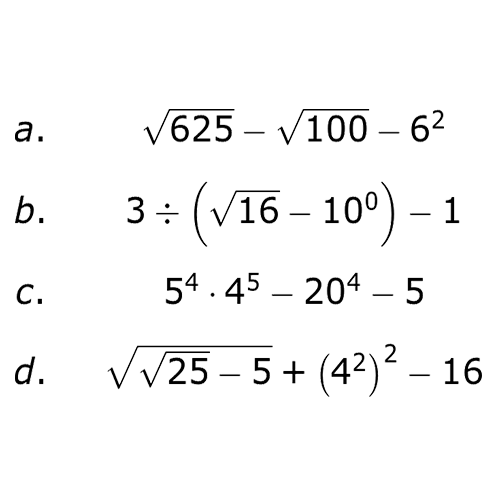 a. √625 – √100 – 6²
b. 3 ÷ (√16 – 10⁰) – 1
c. 5⁴ · 4⁵ – 20⁴ – 5
d. √(√25 – 5) + (4²)² – 16